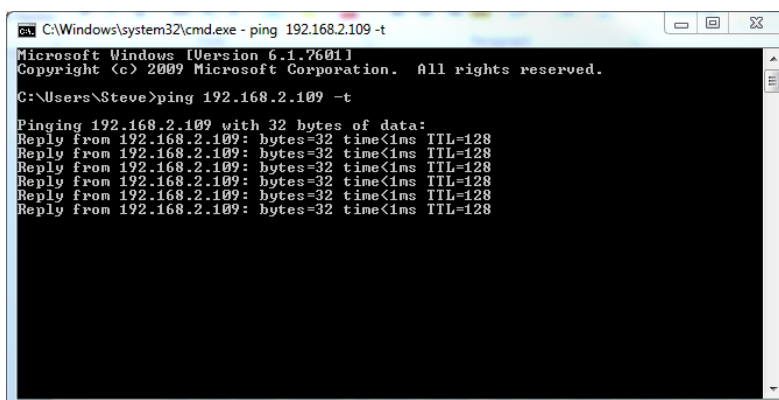 C:\Windows\system32\cmd.exe - ping 192.168.2.109 -t
Microsoft Windows [Version 6.1.7601]
Copyright (c) 2009 Microsoft Corporation.  All rights reserved.
C:\Users\Steve>ping 192.168.2.109 -t
Pinging 192.168.2.109 with 32 bytes of data:
Reply from 192.168.2.109: bytes=32 time<1ms TTL=128
Reply from 192.168.2.109: bytes=32 time<1ms TTL=128
Reply from 192.168.2.109: bytes=32 time<1ms TTL=128
Reply from 192.168.2.109: bytes=32 time<1ms TTL=128
Reply from 192.168.2.109: bytes=32 time<1ms TTL=128
Reply from 192.168.2.109: bytes=32 time<1ms TTL=128